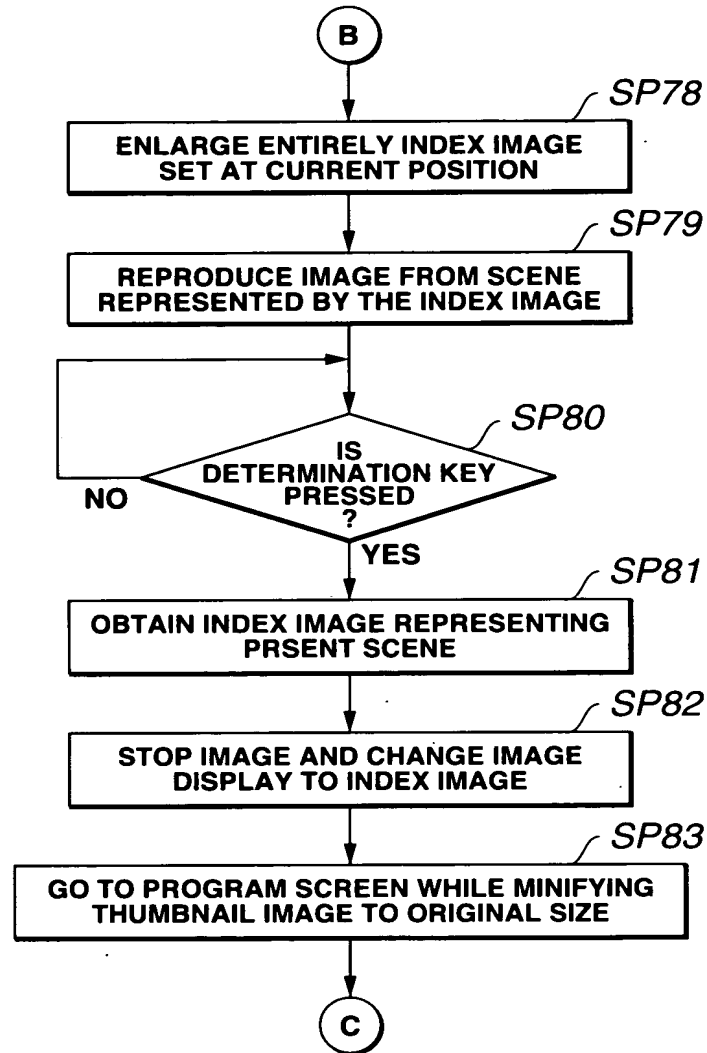 B
SP78
ENLARGE ENTIRELY INDEX IMAGE
SET AT CURRENT POSITION
SP79
REPRODUCE IMAGE FROM SCENE
REPRESENTED BY THE INDEX IMAGE
SP80
IS
DETERMINATION KEY
PRESSED
?
NO
YES
SP81
OBTAIN INDEX IMAGE REPRESENTING
PRSENT SCENE
SP82
STOP IMAGE AND CHANGE IMAGE
DISPLAY TO INDEX IMAGE
SP83
GO TO PROGRAM SCREEN WHILE MINIFYING
THUMBNAIL IMAGE TO ORIGINAL SIZE
C